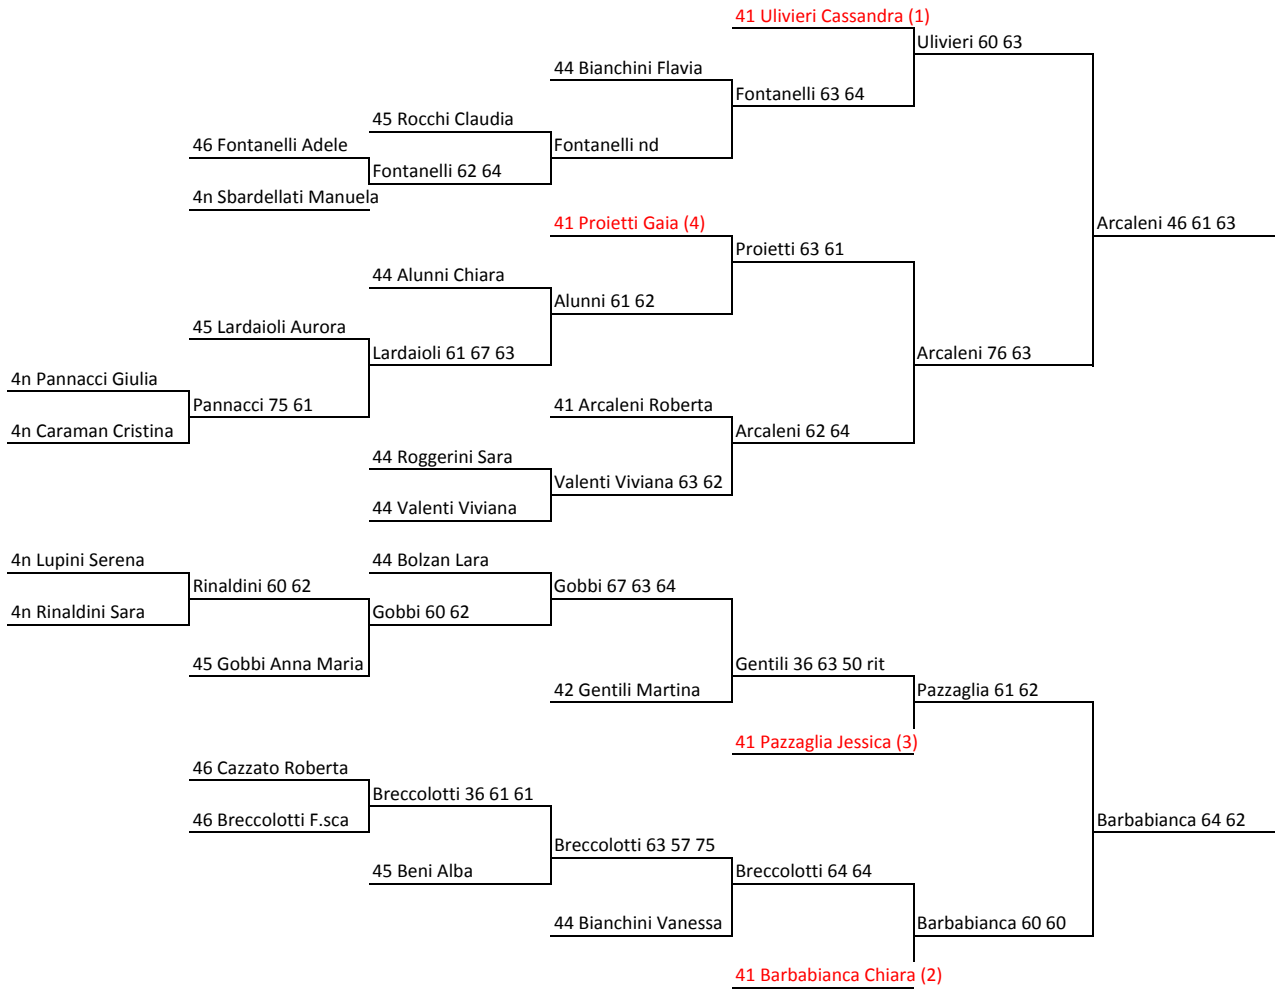 41 Ulivieri Cassandra (1)
Ulivieri 60 63
44 Bianchini Flavia
Fontanelli 63 64
45 Rocchi Claudia
46 Fontanelli Adele
Fontanelli nd
Fontanelli 62 64
4n Sbardellati Manuela
41 Proietti Gaia (4)
Arcaleni 46 61 63
Proietti 63 61
44 Alunni Chiara
Alunni 61 62
45 Lardaioli Aurora
Lardaioli 61 67 63
Arcaleni 76 63
4n Pannacci Giulia
Pannacci 75 61
41 Arcaleni Roberta
4n Caraman Cristina
Arcaleni 62 64
44 Roggerini Sara
Valenti Viviana 63 62
44 Valenti Viviana
4n Lupini Serena
44 Bolzan Lara
Rinaldini 60 62
Gobbi 67 63 64
4n Rinaldini Sara
Gobbi 60 62
45 Gobbi Anna Maria
Gentili 36 63 50 rit
42 Gentili Martina
Pazzaglia 61 62
41 Pazzaglia Jessica (3)
46 Cazzato Roberta
Breccolotti 36 61 61
46 Breccolotti F.sca
Barbabianca 64 62
Breccolotti 63 57 75
45 Beni Alba
Breccolotti 64 64
44 Bianchini Vanessa
Barbabianca 60 60
41 Barbabianca Chiara (2)